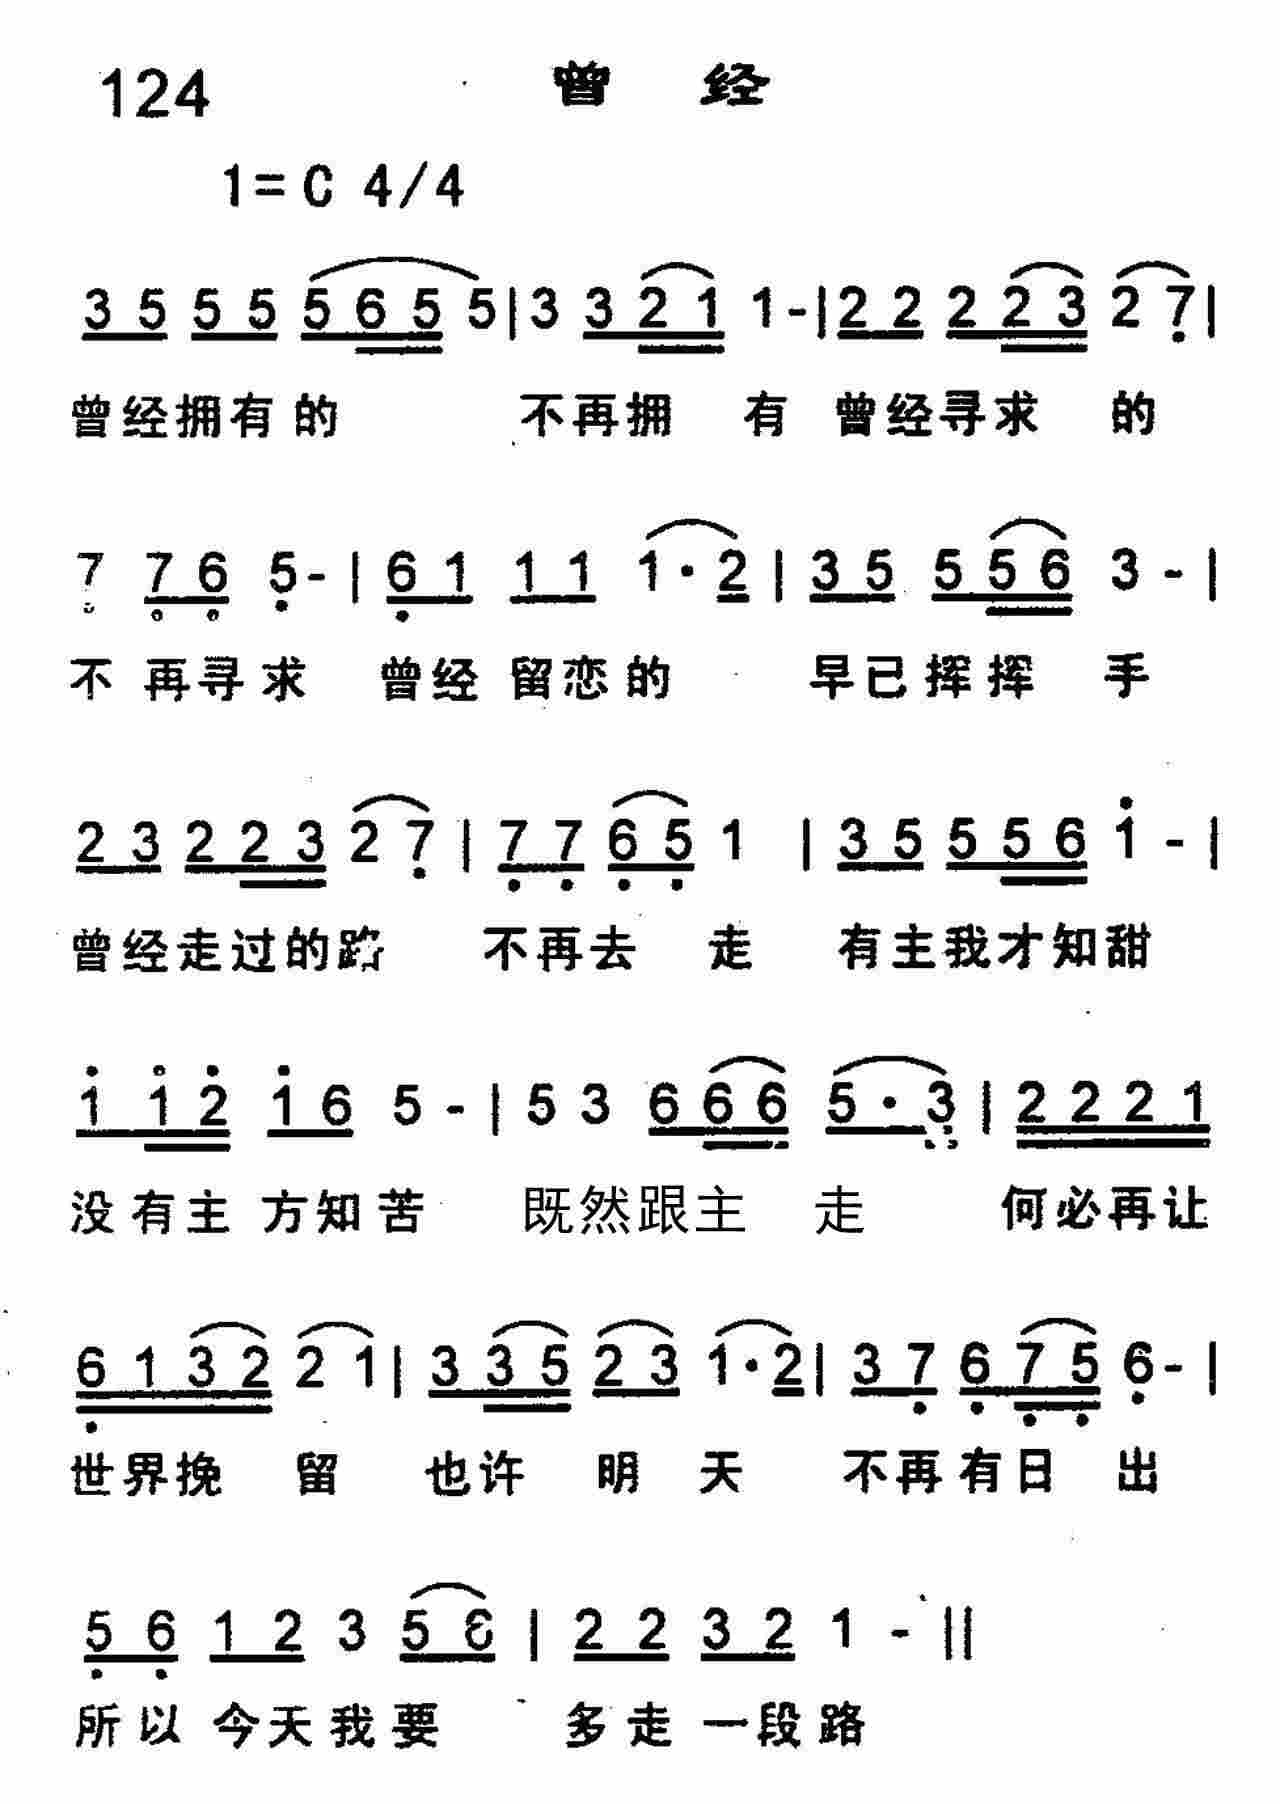 124 曾 经
1=C 4/4
3 5 5 5 5 6 5 5 | 3 3 2 1 1 - | 2 2 2 2 3 2 7 |
曾经拥有的 不再拥 有 曾经寻求 的
7 7 6 5 - | 6 1 1 1 1 · 2 | 3 5 5 5 6 3 - |
不 再寻求 曾经 留恋的 早已挥挥 手
2 3 2 2 3 2 7 | 7 7 6 5 1 | 3 5 5 5 6 1 - |
曾经走过的路 不再去 走 有主我才知甜
1 1 2 1 6 5 - | 5 3 6 6 6 5 · 3 | 2 2 2 1
没有主 方知苦 既然跟主 走 何必再让
6 1 3 2 2 1 | 3 3 5 2 3 1 · 2 | 3 7 6 7 5 6 - |
世界挽 留 也许 明 天 不再有日 出
5 6 1 2 3 5 6 | 2 2 3 2 1 - ||
所以 今天我要 多走一段路